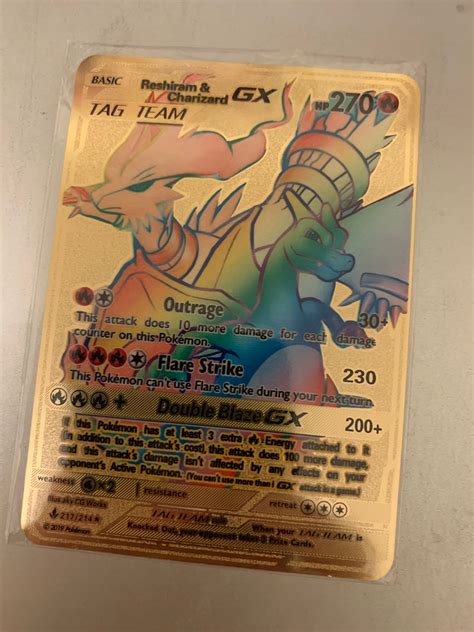 BASIC
Reshiram & Charizard GX
HP 270
TAG TEAM
Outrage 30+
This attack does 10 more damage for each damage
counter on this Pokémon.
Flare Strike 230
This Pokémon can't use Flare Strike during your next turn.
+ Double Blaze GX 200+
If this Pokémon has at least 3 extra Energy attached to it
(in addition to this attack's cost), this attack does 100 more damage,
and this attack's damage isn't affected by any effects on your
opponent's Active Pokémon. (You can't use more than 1 GX attack in a game.)
weakness ×2 resistance retreat
Illus. aky CG Works
217/214
©2019 Pokémon
TAG TEAM rule When your TAG TEAM is
Knocked Out, your opponent takes 3 Prize Cards.